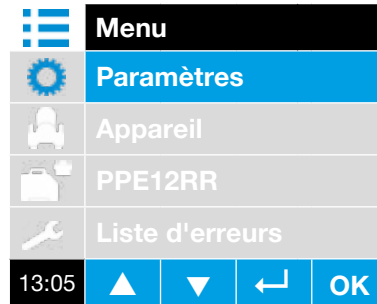 Menu
Paramètres
Appareil
PPE12RR
Liste d'erreurs
13:05 OK